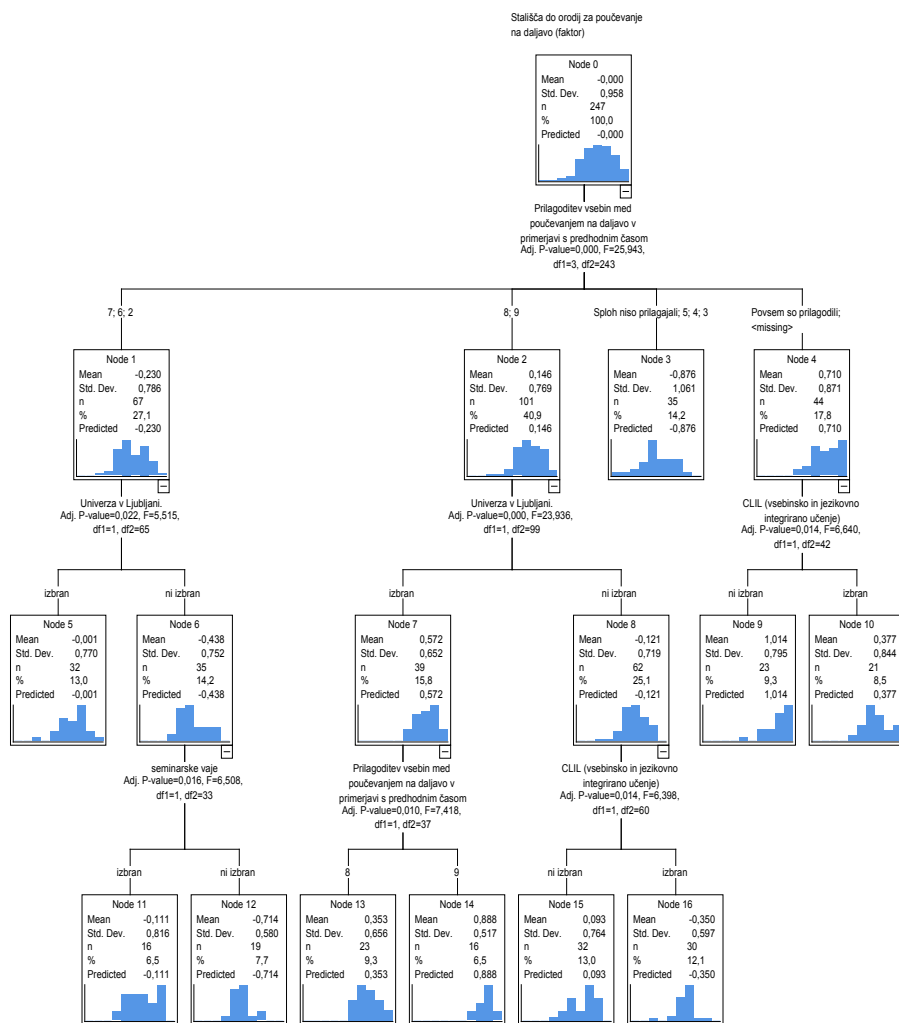 Stališča do orodij za poučevanje
na daljavo (faktor)
Node 0
Mean -0,000
Std. Dev. 0,958
n 247
% 100,0
Predicted -0,000
Prilagoditev vsebin med
poučevanjem na daljavo v
primerjavi s predhodnim časom
Adj. P-value=0,000, F=25,943,
df1=3, df2=243
7; 6; 2
8; 9
Sploh niso prilagajali; 5; 4; 3
Povsem so prilagodili;
<missing>
Node 1
Mean -0,230
Std. Dev. 0,786
n 67
% 27,1
Predicted -0,230
Node 2
Mean 0,146
Std. Dev. 0,769
n 101
% 40,9
Predicted 0,146
Node 3
Mean -0,876
Std. Dev. 1,061
n 35
% 14,2
Predicted -0,876
Node 4
Mean 0,710
Std. Dev. 0,871
n 44
% 17,8
Predicted 0,710
Univerza v Ljubljani.
Adj. P-value=0,022, F=5,515,
df1=1, df2=65
Univerza v Ljubljani.
Adj. P-value=0,000, F=23,936,
df1=1, df2=99
CLIL (vsebinsko in jezikovno
integrirano učenje)
Adj. P-value=0,014, F=6,640,
df1=1, df2=42
izbran
ni izbran
izbran
ni izbran
ni izbran
izbran
Node 5
Mean -0,001
Std. Dev. 0,770
n 32
% 13,0
Predicted -0,001
Node 6
Mean -0,438
Std. Dev. 0,752
n 35
% 14,2
Predicted -0,438
Node 7
Mean 0,572
Std. Dev. 0,652
n 39
% 15,8
Predicted 0,572
Node 8
Mean -0,121
Std. Dev. 0,719
n 62
% 25,1
Predicted -0,121
Node 9
Mean 1,014
Std. Dev. 0,795
n 23
% 9,3
Predicted 1,014
Node 10
Mean 0,377
Std. Dev. 0,844
n 21
% 8,5
Predicted 0,377
seminarske vaje
Adj. P-value=0,016, F=6,508,
df1=1, df2=33
Prilagoditev vsebin med
poučevanjem na daljavo v
primerjavi s predhodnim časom
Adj. P-value=0,010, F=7,418,
df1=1, df2=37
CLIL (vsebinsko in jezikovno
integrirano učenje)
Adj. P-value=0,014, F=6,398,
df1=1, df2=60
izbran
ni izbran
8
9
ni izbran
izbran
Node 11
Mean -0,111
Std. Dev. 0,816
n 16
% 6,5
Predicted -0,111
Node 12
Mean -0,714
Std. Dev. 0,580
n 19
% 7,7
Predicted -0,714
Node 13
Mean 0,353
Std. Dev. 0,656
n 23
% 9,3
Predicted 0,353
Node 14
Mean 0,888
Std. Dev. 0,517
n 16
% 6,5
Predicted 0,888
Node 15
Mean 0,093
Std. Dev. 0,764
n 32
% 13,0
Predicted 0,093
Node 16
Mean -0,350
Std. Dev. 0,597
n 30
% 12,1
Predicted -0,350